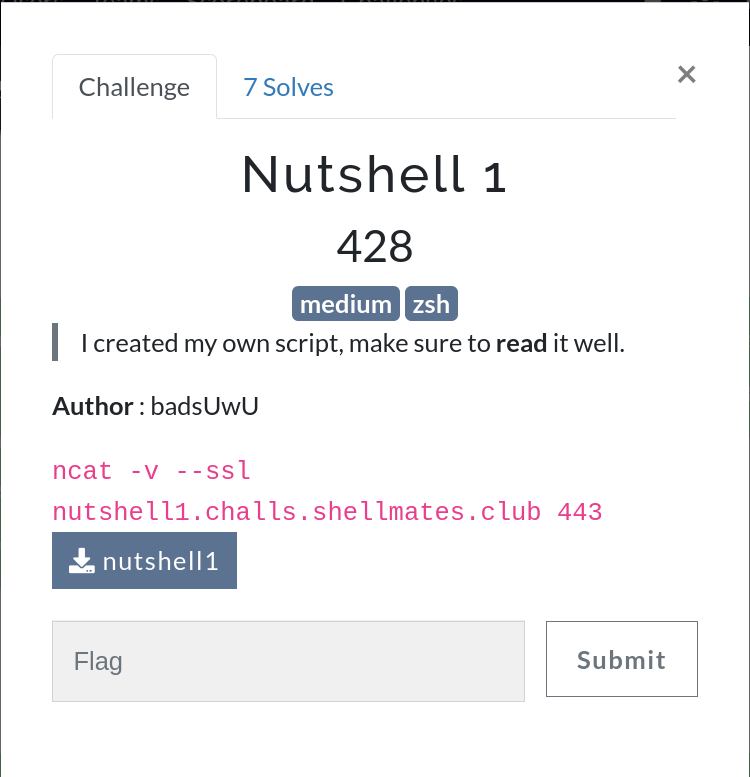 Challenge
7 Solves
×
Nutshell 1
428
medium zsh
I created my own script, make sure to read it well.
Author : badsUwU
ncat -v --ssl
nutshell1.challs.shellmates.club 443
nutshell1
Flag
Submit